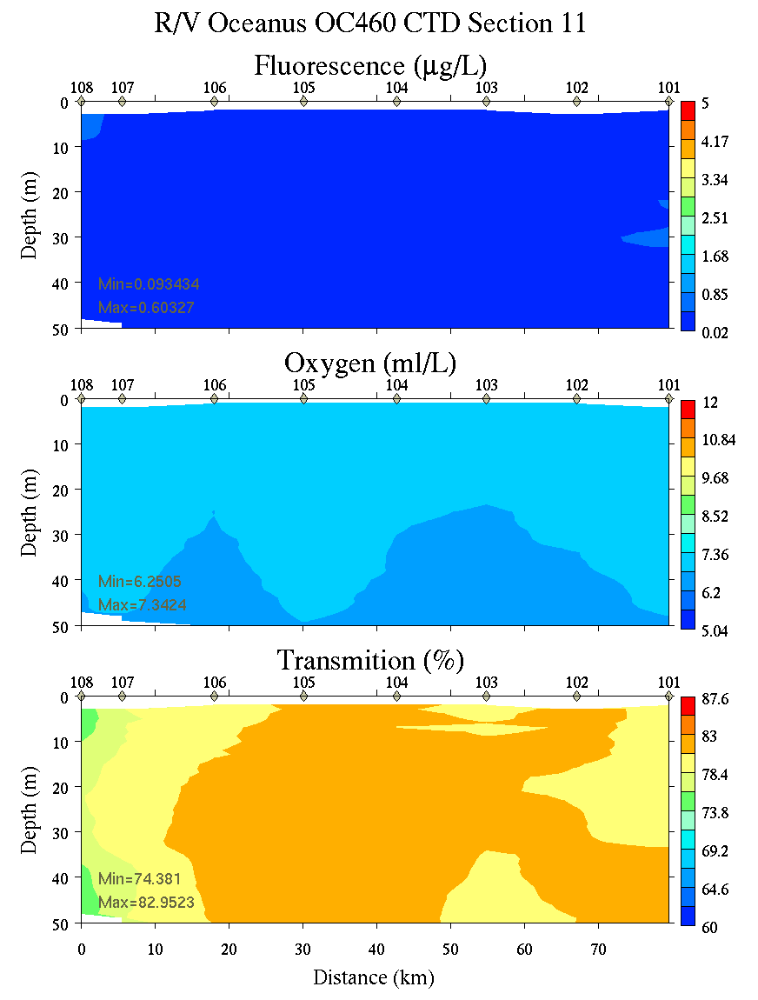 R/V Oceanus OC460 CTD Section 11
Fluorescence (µg/L)
108 107 106 105 104 103 102 101
0
10
20
30
40
50
Depth (m)
Min=0.093434
Max=0.60327
5
4.17
3.34
2.51
1.68
0.85
0.02
Oxygen (ml/L)
108 107 106 105 104 103 102 101
0
10
20
30
40
50
Depth (m)
Min=6.2505
Max=7.3424
12
10.84
9.68
8.52
7.36
6.2
5.04
Transmition (%)
108 107 106 105 104 103 102 101
0
10
20
30
40
50
Depth (m)
Min=74.381
Max=82.9523
87.6
83
78.4
73.8
69.2
64.6
60
0 10 20 30 40 50 60 70
Distance (km)